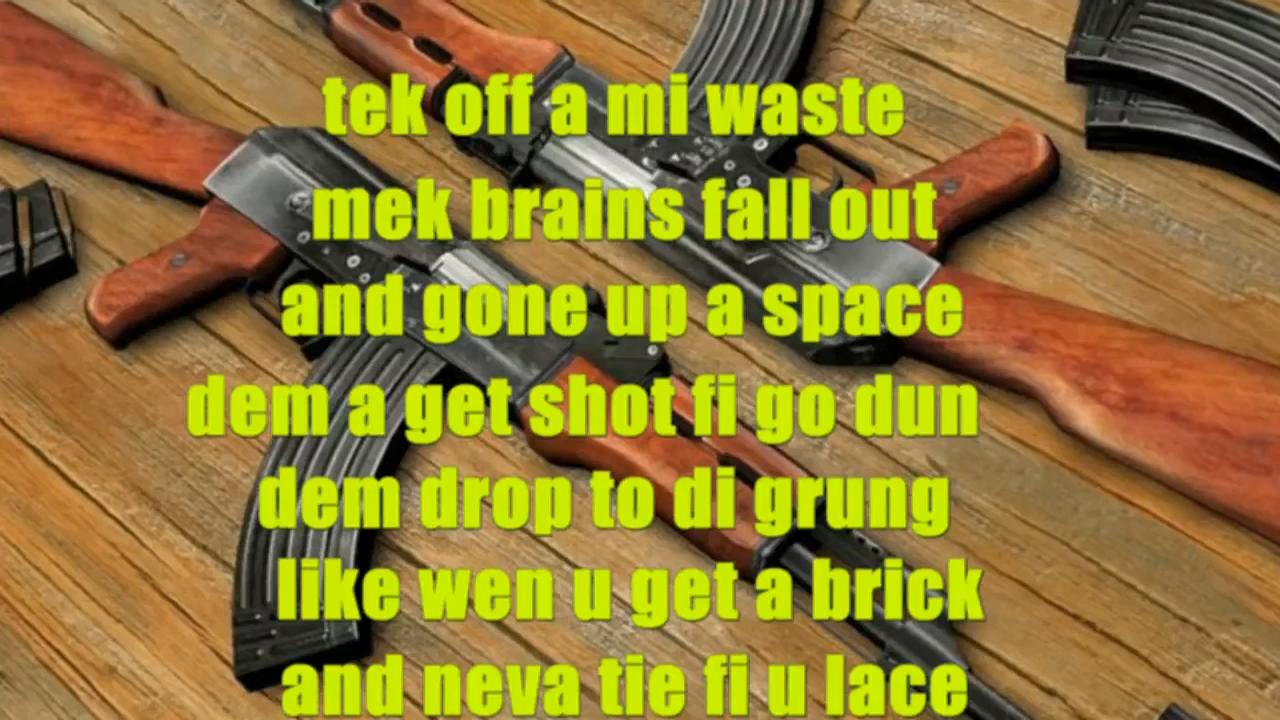 tek off a mi waste
mek brains fall out
and gone up a space
dem a get shot fi go dun
dem drop to di grung
like wen u get a brick
and neva tie fi u lace